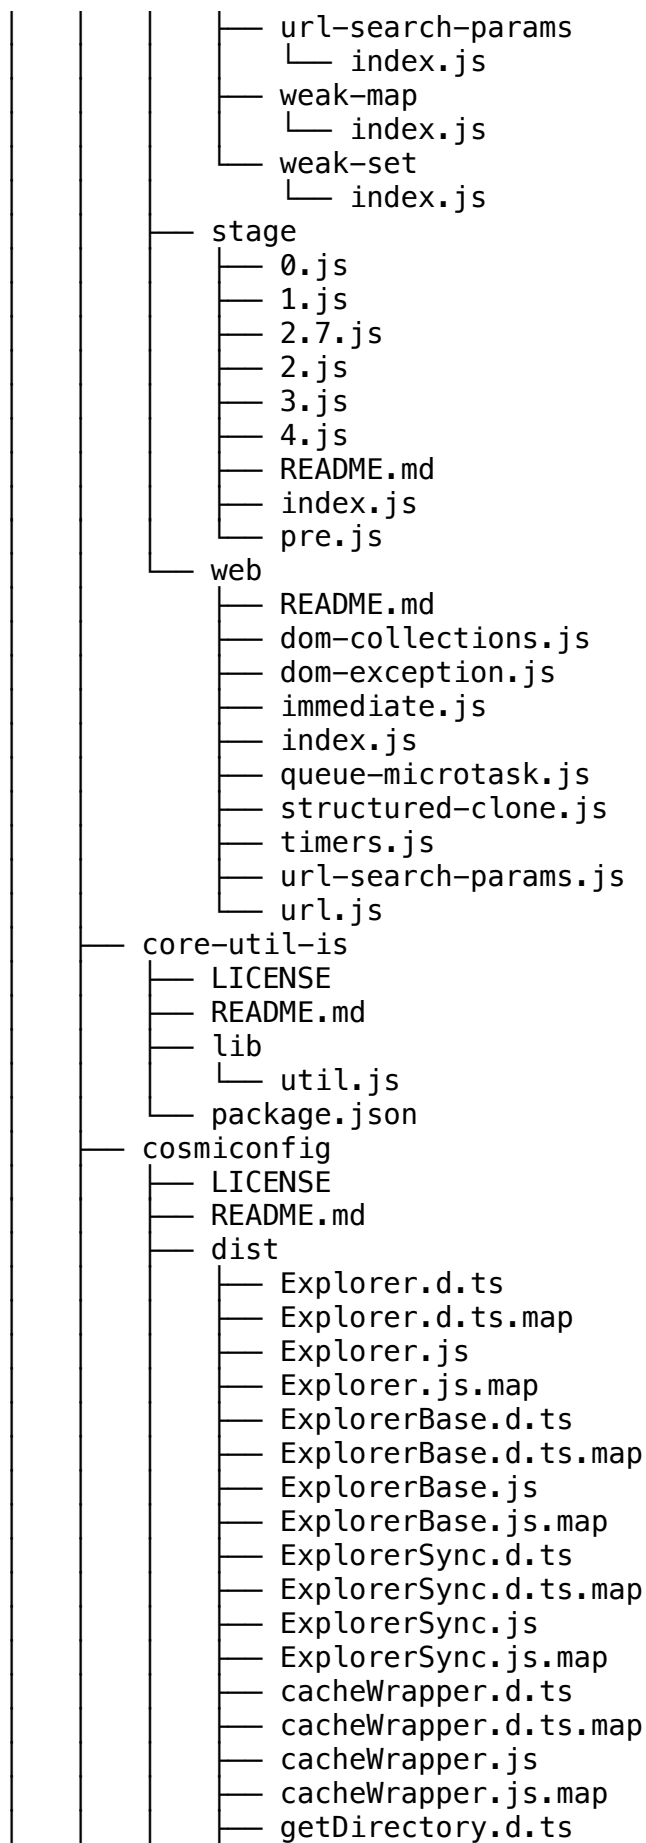 │   │   │   ├── url-search-params
│   │   │   │   └── index.js
│   │   │   ├── weak-map
│   │   │   │   └── index.js
│   │   │   └── weak-set
│   │   │       └── index.js
│   │   ├── stage
│   │   │   ├── 0.js
│   │   │   ├── 1.js
│   │   │   ├── 2.7.js
│   │   │   ├── 2.js
│   │   │   ├── 3.js
│   │   │   ├── 4.js
│   │   │   ├── README.md
│   │   │   ├── index.js
│   │   │   └── pre.js
│   │   └── web
│   │       ├── README.md
│   │       ├── dom-collections.js
│   │       ├── dom-exception.js
│   │       ├── immediate.js
│   │       ├── index.js
│   │       ├── queue-microtask.js
│   │       ├── structured-clone.js
│   │       ├── timers.js
│   │       ├── url-search-params.js
│   │       └── url.js
│   ├── core-util-is
│   │   ├── LICENSE
│   │   ├── README.md
│   │   ├── lib
│   │   │   └── util.js
│   │   └── package.json
│   ├── cosmiconfig
│   │   ├── LICENSE
│   │   ├── README.md
│   │   ├── dist
│   │   │   ├── Explorer.d.ts
│   │   │   ├── Explorer.d.ts.map
│   │   │   ├── Explorer.js
│   │   │   ├── Explorer.js.map
│   │   │   ├── ExplorerBase.d.ts
│   │   │   ├── ExplorerBase.d.ts.map
│   │   │   ├── ExplorerBase.js
│   │   │   ├── ExplorerBase.js.map
│   │   │   ├── ExplorerSync.d.ts
│   │   │   ├── ExplorerSync.d.ts.map
│   │   │   ├── ExplorerSync.js
│   │   │   ├── ExplorerSync.js.map
│   │   │   ├── cacheWrapper.d.ts
│   │   │   ├── cacheWrapper.d.ts.map
│   │   │   ├── cacheWrapper.js
│   │   │   ├── cacheWrapper.js.map
│   │   │   ├── getDirectory.d.ts